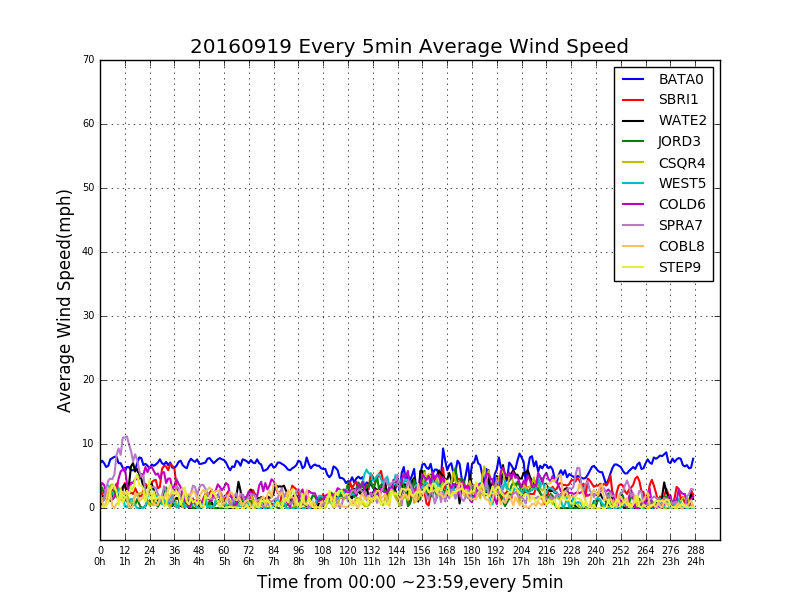 20160919 Every 5min Average Wind Speed
70
60
50
40
30
20
10
0
Average Wind Speed(mph)
BATA0
SBRI1
WATE2
JORD3
CSQR4
WEST5
COLD6
SPRA7
COBL8
STEP9
0 12 24 36 48 60 72 84 96 108 120 132 144 156 168 180 192 204 216 228 240 252 264 276 288
0h 1h 2h 3h 4h 5h 6h 7h 8h 9h 10h 11h 12h 13h 14h 15h 16h 17h 18h 19h 20h 21h 22h 23h 24h
Time from 00:00 ~23:59,every 5min